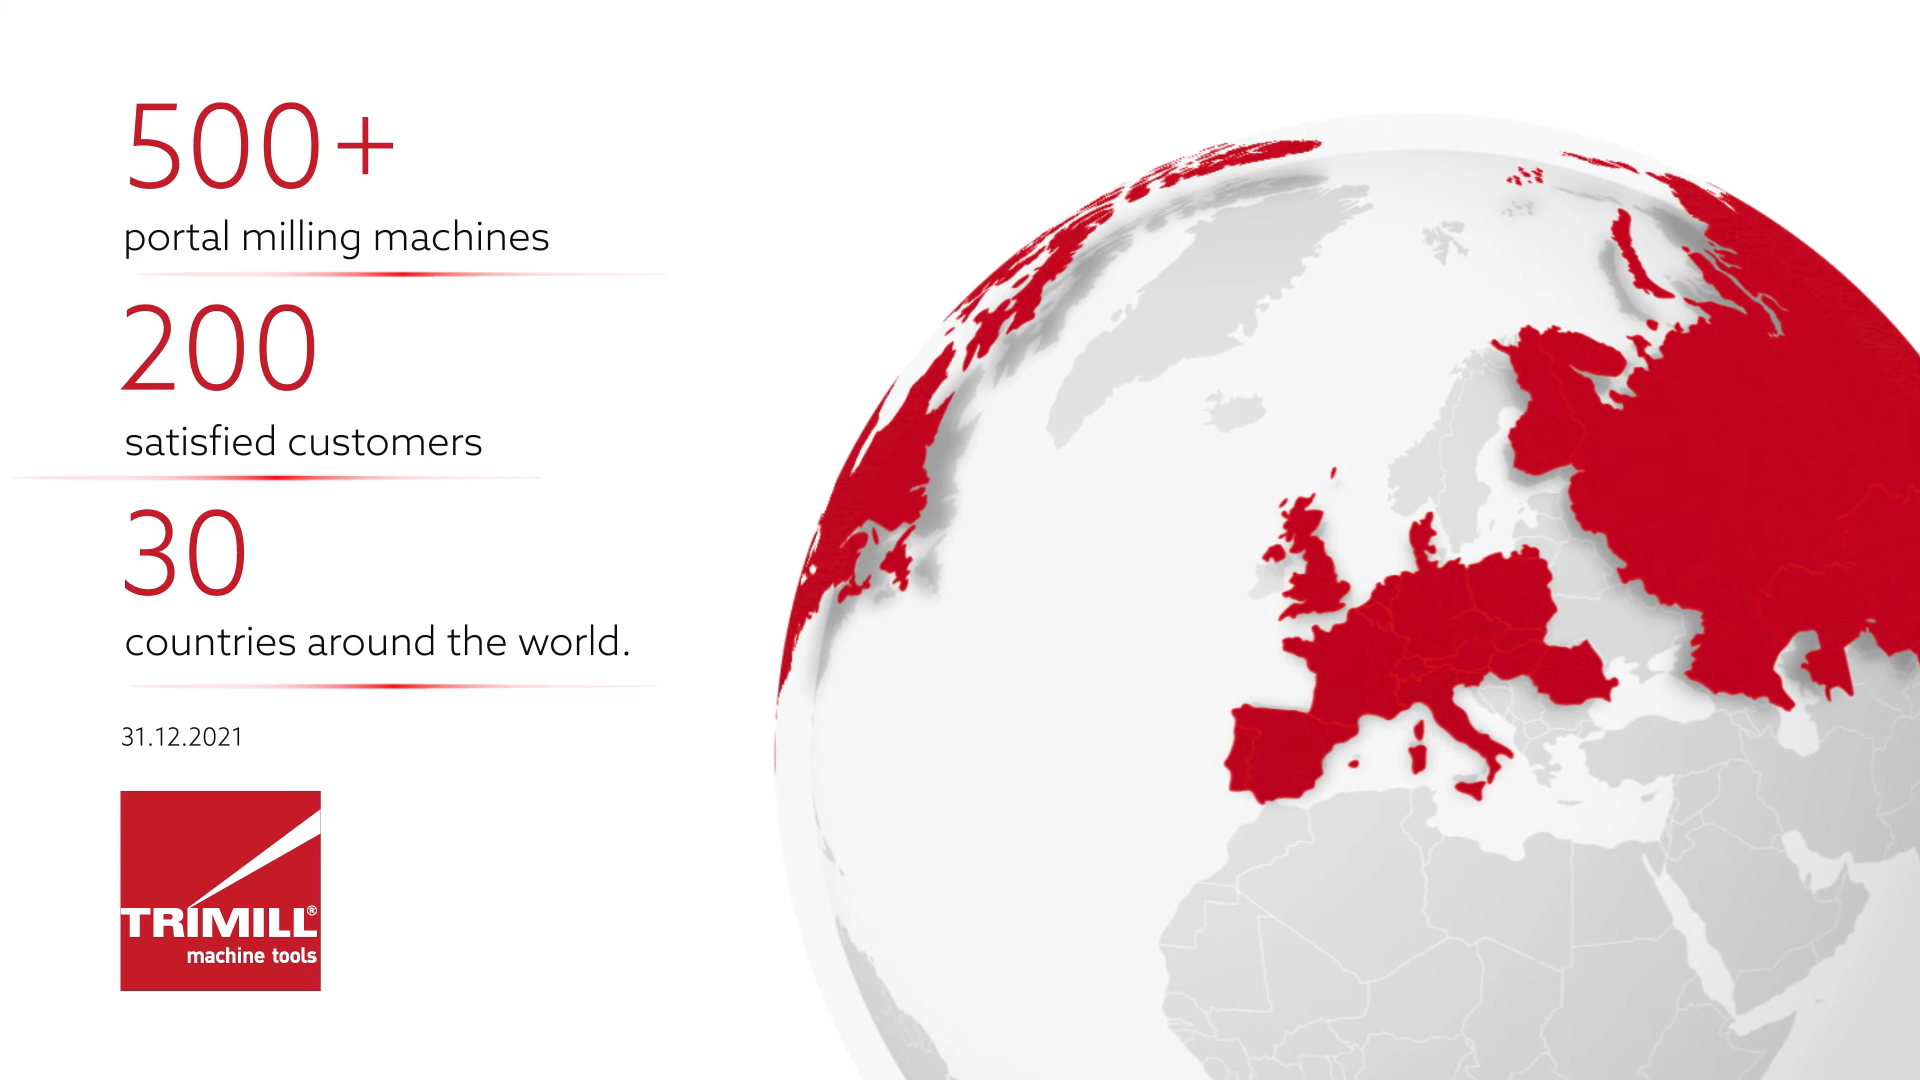 500+
portal milling machines
200
satisfied customers
30
countries around the world.
31.12.2021
TRIMILL®
machine tools